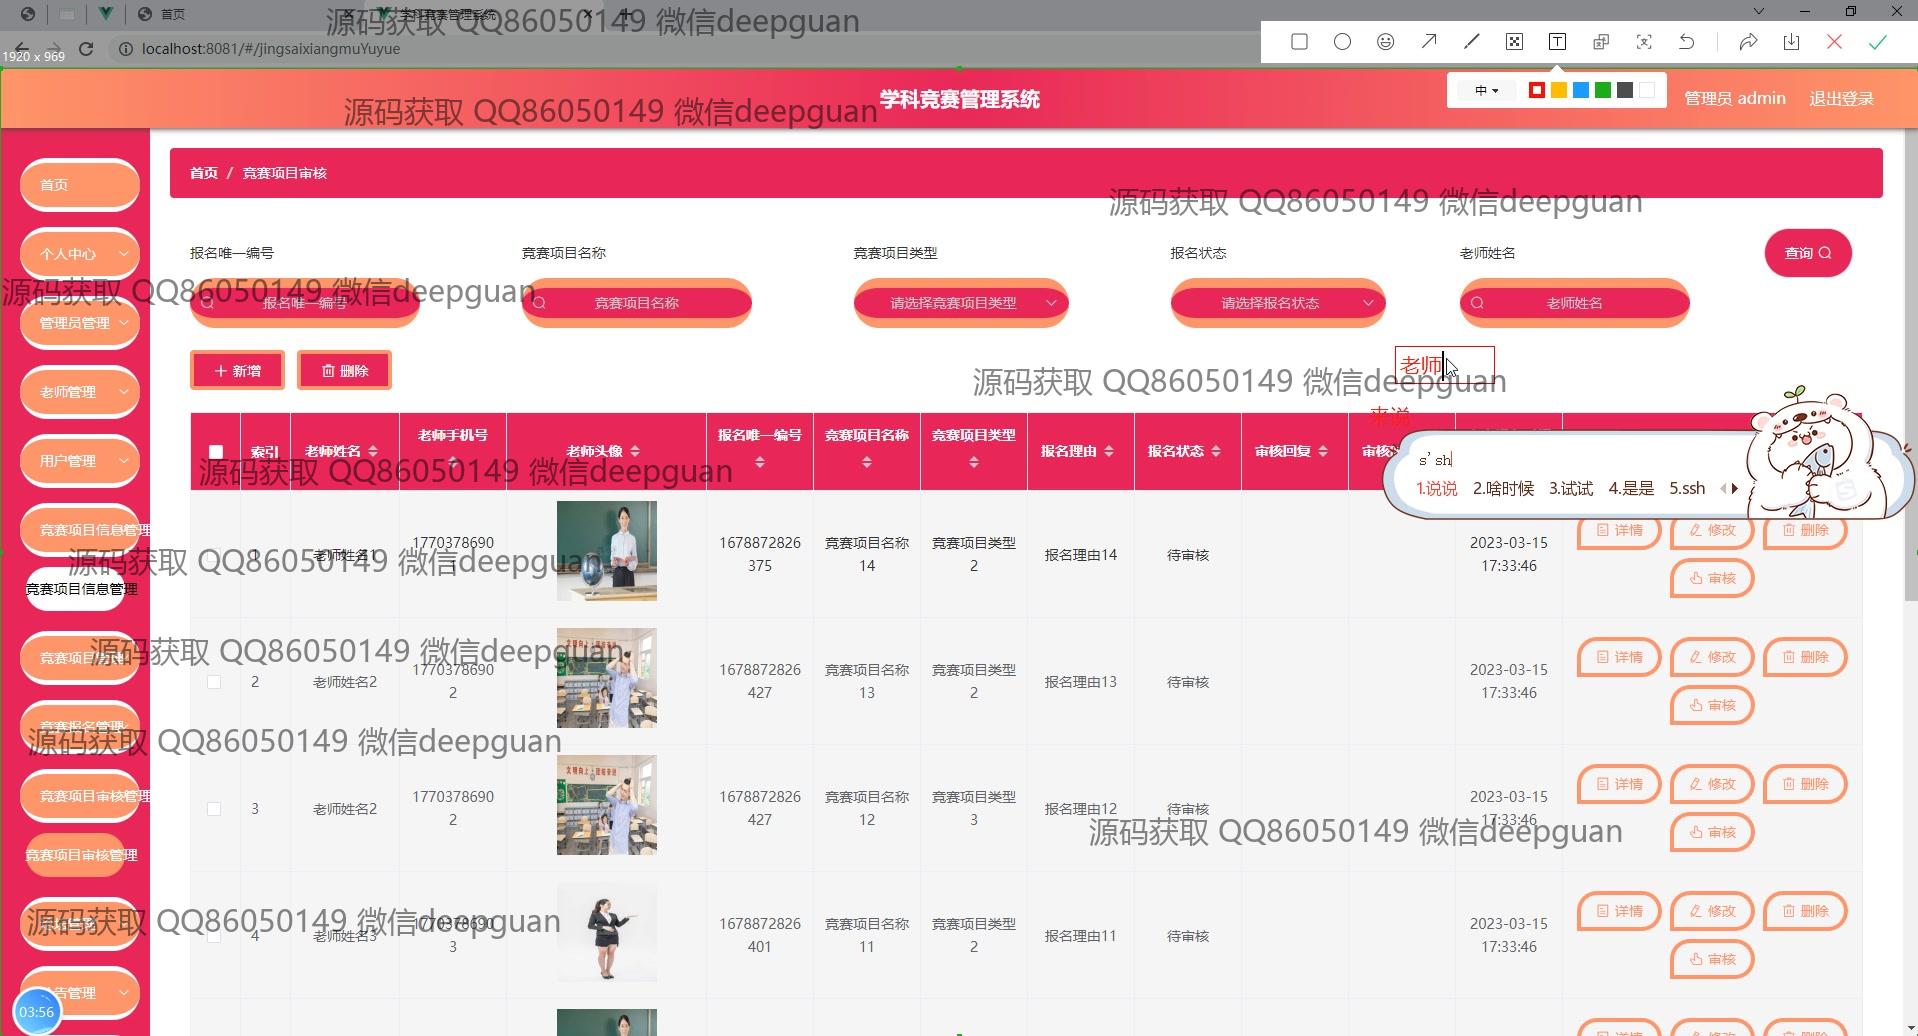 首页
学科竞赛管理系统
源码获取 QQ86050149 微信deepguan
localhost:8081/#/jingsaixiangmuYuyue
1920 x 969
学科竞赛管理系统
源码获取 QQ86050149 微信deepguan
中
管理员 admin
退出登录
首页 / 竞赛项目审核
源码获取 QQ86050149 微信deepguan
首页
个人中心
管理员管理
老师管理
用户管理
竞赛项目信息管理
竞赛项目信息管理
竞赛报名管理
竞赛项目审核管理
竞赛项目审核管理
告管理
03:56
报名唯一编号
竞赛项目名称
竞赛项目类型
报名状态
老师姓名
查询
源码获取 QQ86050149 微信deepguan
报名唯一编号
竞赛项目名称
请选择竞赛项目类型
请选择报名状态
老师姓名
新增
删除
老师
源码获取 QQ86050149 微信deepguan
来说
s'sh
1.说说 2.啥时候 3.试试 4.是是 5.ssh
索引
老师姓名
老师手机号
老师头像
报名唯一编号
竞赛项目名称
竞赛项目类型
报名理由
报名状态
审核回复
审核
源码获取 QQ86050149 微信deepguan
1
老师姓名1
1770378690
1678872826
375
竞赛项目名称
14
竞赛项目类型
2
报名理由14
待审核
2023-03-15
17:33:46
详情
修改
删除
审核
源码获取 QQ86050149 微信deepguan
2
老师姓名2
1770378690
2
1678872826
427
竞赛项目名称
13
竞赛项目类型
2
报名理由13
待审核
2023-03-15
17:33:46
详情
修改
删除
审核
源码获取 QQ86050149 微信deepguan
源码获取 QQ86050149 微信deepguan
3
老师姓名2
1770378690
2
1678872826
427
竞赛项目名称
12
竞赛项目类型
3
报名理由12
待审核
2023-03-15
17:33:46
详情
修改
删除
审核
源码获取 QQ86050149 微信deepguan
4
老师姓名3
1770378690
3
1678872826
401
竞赛项目名称
11
竞赛项目类型
2
报名理由11
待审核
2023-03-15
17:33:46
详情
修改
删除
审核
源码获取 QQ86050149 微信deepguan